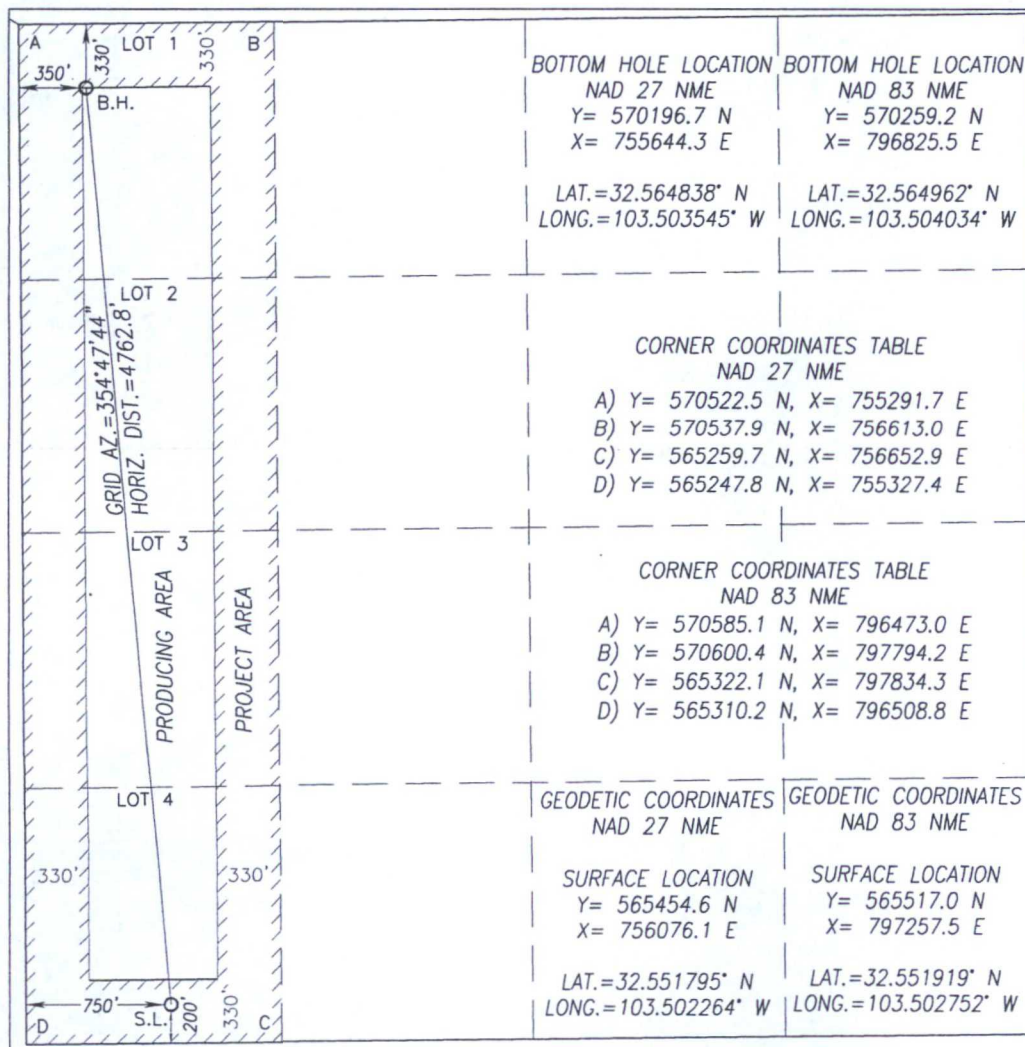 A
LOT 1
B
330'
330'
350'
B.H.
BOTTOM HOLE LOCATION
NAD 27 NME
Y= 570196.7 N
X= 755644.3 E
LAT.=32.564838° N
LONG.=103.503545° W
BOTTOM HOLE LOCATION
NAD 83 NME
Y= 570259.2 N
X= 796825.5 E
LAT.=32.564962° N
LONG.=103.504034° W
LOT 2
GRID AZ.=354°47'44"
HORIZ. DIST.=4762.8'
CORNER COORDINATES TABLE
NAD 27 NME
A) Y= 570522.5 N, X= 755291.7 E
B) Y= 570537.9 N, X= 756613.0 E
C) Y= 565259.7 N, X= 756652.9 E
D) Y= 565247.8 N, X= 755327.4 E
LOT 3
PRODUCING AREA
PROJECT AREA
CORNER COORDINATES TABLE
NAD 83 NME
A) Y= 570585.1 N, X= 796473.0 E
B) Y= 570600.4 N, X= 797794.2 E
C) Y= 565322.1 N, X= 797834.3 E
D) Y= 565310.2 N, X= 796508.8 E
LOT 4
330'
330'
GEODETIC COORDINATES
NAD 27 NME
SURFACE LOCATION
Y= 565454.6 N
X= 756076.1 E
LAT.=32.551795° N
LONG.=103.502264° W
GEODETIC COORDINATES
NAD 83 NME
SURFACE LOCATION
Y= 565517.0 N
X= 797257.5 E
LAT.=32.551919° N
LONG.=103.502752° W
750'
S.L.
200'
330'
D
C